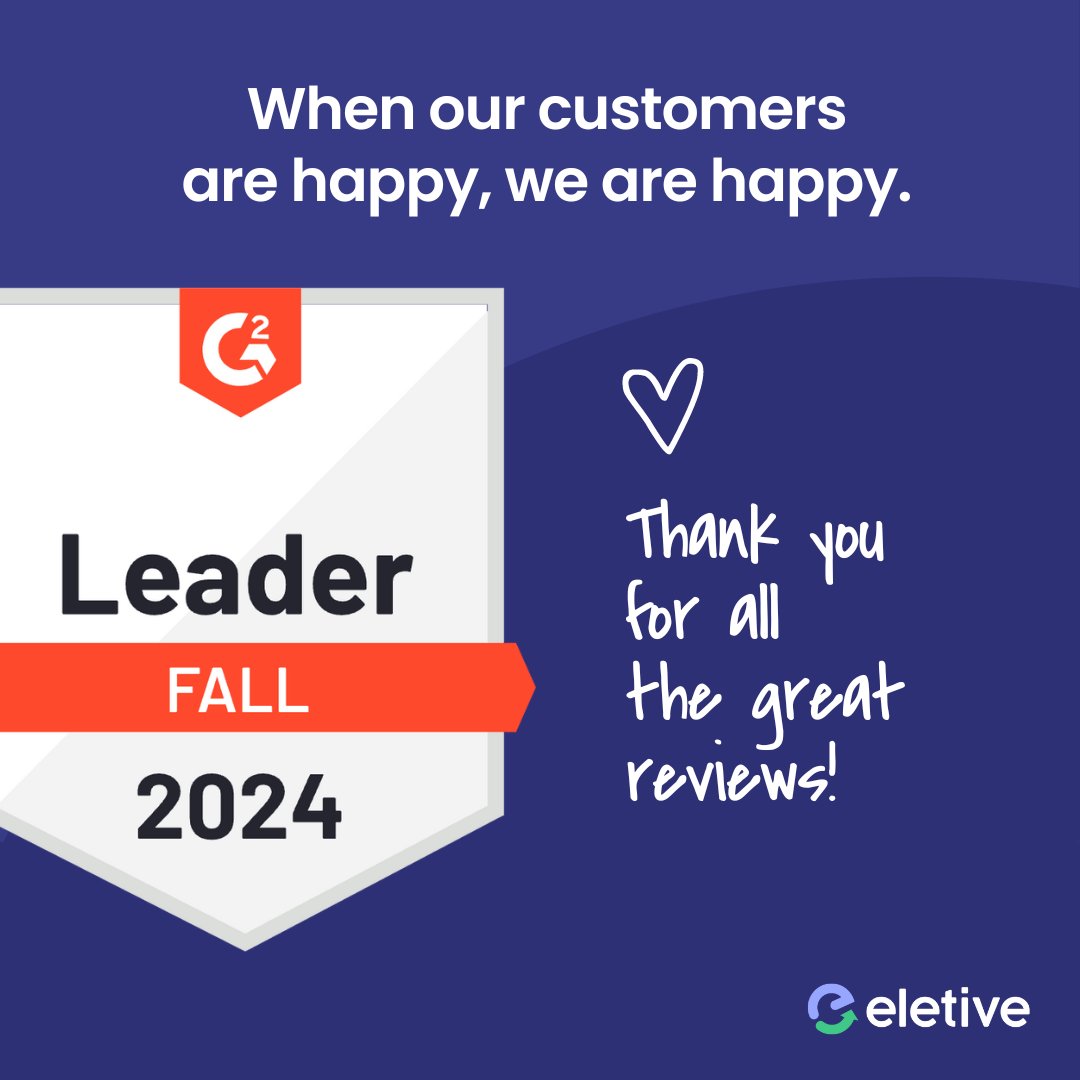 When our customers
are happy, we are happy.
G2
Leader
FALL
2024
Thank you
for all
the great
reviews!
eletive